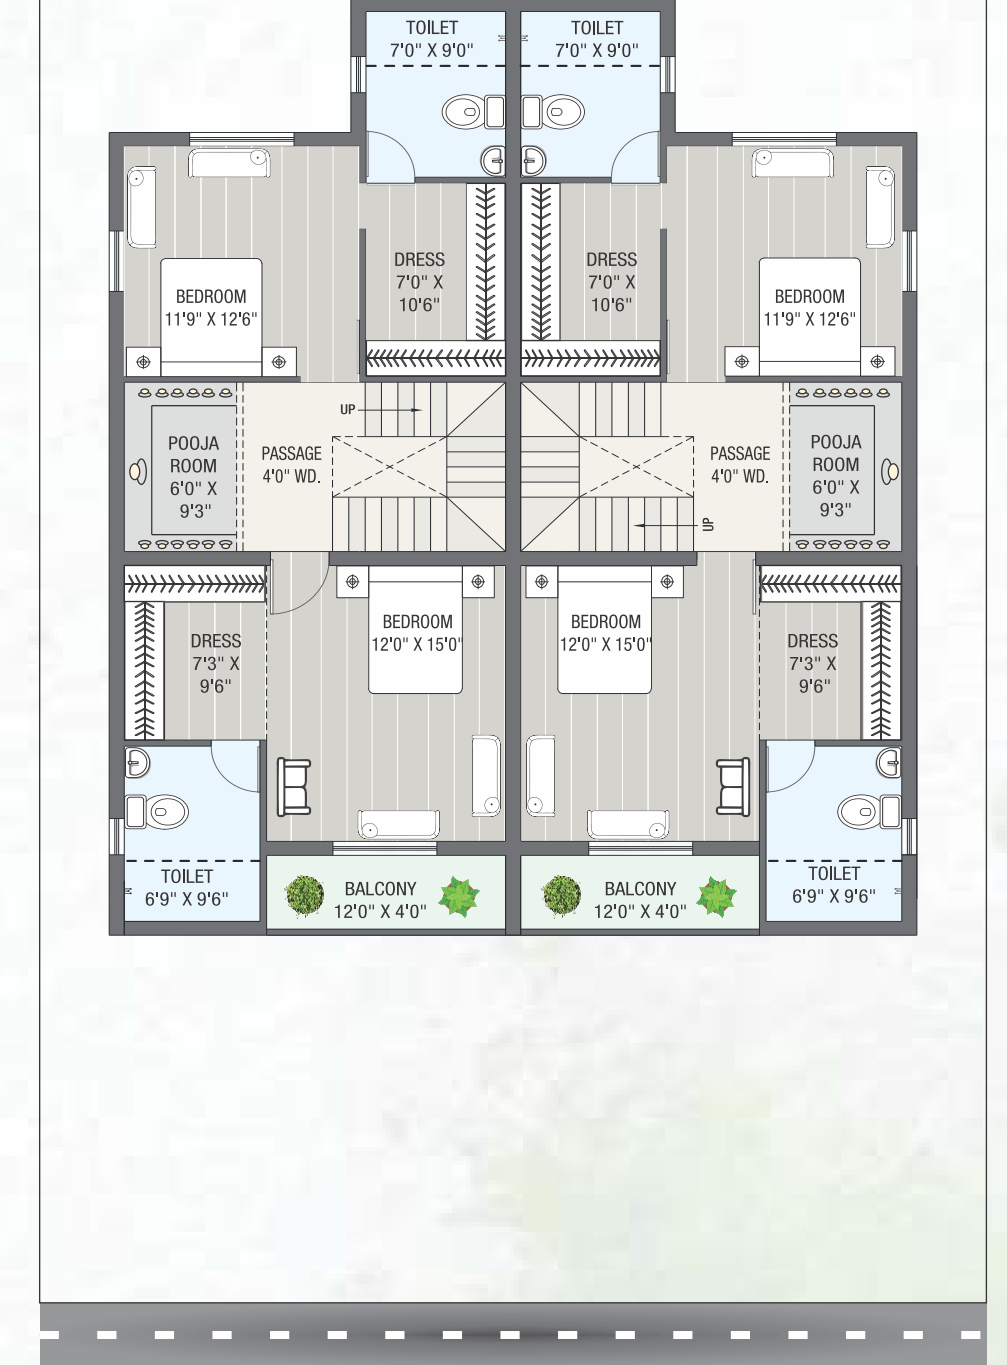 TOILET
7'0" X 9'0"
TOILET
7'0" X 9'0"
DRESS
7'0" X
10'6"
DRESS
7'0" X
10'6"
BEDROOM
11'9" X 12'6"
BEDROOM
11'9" X 12'6"
UP
POOJA
ROOM
6'0" X
9'3"
PASSAGE
4'0" WD.
PASSAGE
4'0" WD.
POOJA
ROOM
6'0" X
9'3"
UP
DRESS
7'3" X
9'6"
BEDROOM
12'0" X 15'0"
BEDROOM
12'0" X 15'0"
DRESS
7'3" X
9'6"
TOILET
6'9" X 9'6"
BALCONY
12'0" X 4'0"
BALCONY
12'0" X 4'0"
TOILET
6'9" X 9'6"